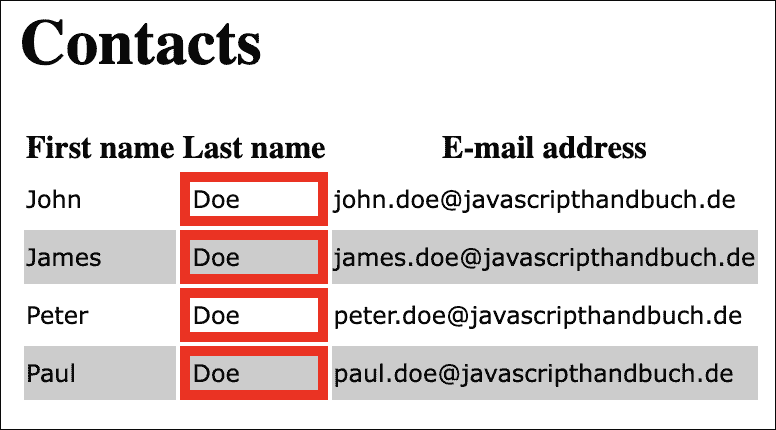 Contacts
First name Last name E-mail address
John Doe john.doe@javascripthandbuch.de
James Doe james.doe@javascripthandbuch.de
Peter Doe peter.doe@javascripthandbuch.de
Paul Doe paul.doe@javascripthandbuch.de